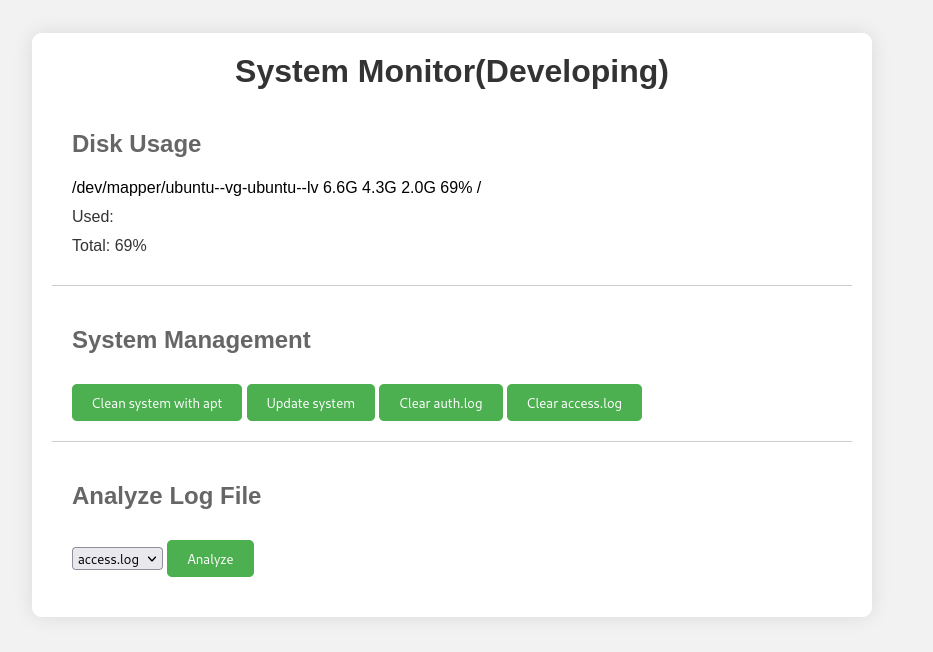 System Monitor(Developing)
Disk Usage
/dev/mapper/ubuntu--vg-ubuntu--lv 6.6G 4.3G 2.0G 69% /
Used:
Total: 69%
System Management
Clean system with apt Update system Clear auth.log Clear access.log
Analyze Log File
access.log Analyze